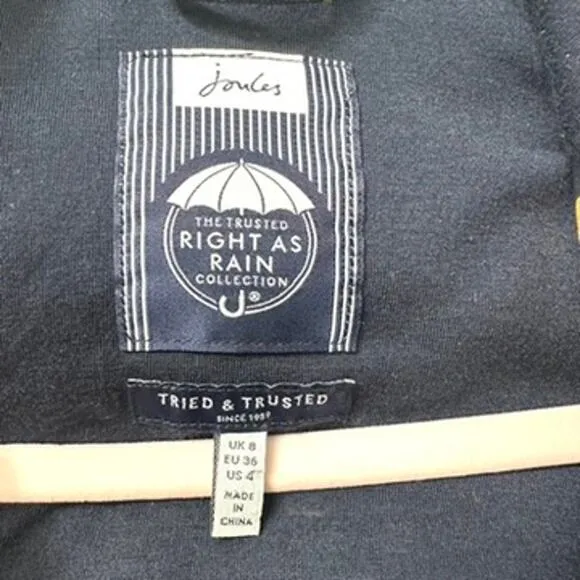 Joules
THE TRUSTED
RIGHT AS
RAIN
COLLECTION
®
TRIED & TRUSTED
SINCE 1989
UK 8
EU 36
US 4
MADE
IN
CHINA